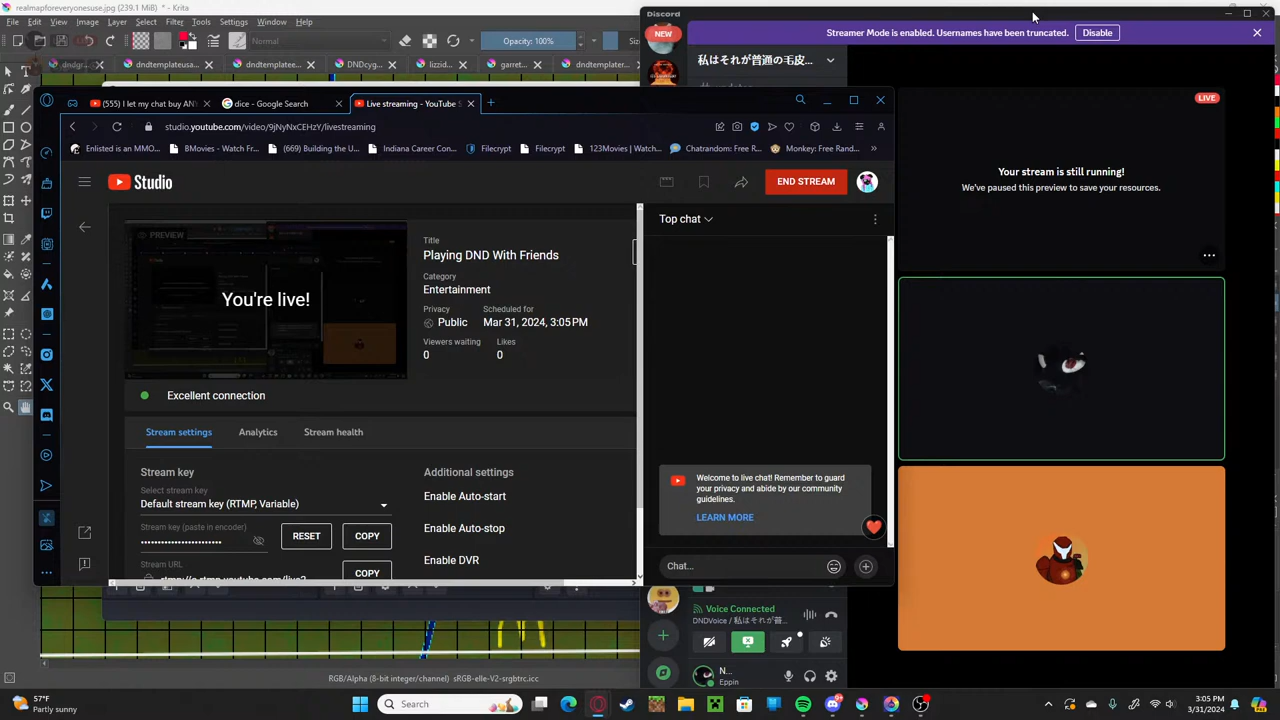 realmapforeveryonesuse.kra (239.1 MiB) * - Krita
File Edit View Image Layer Select Filter Tools Settings Window Help
Normal
Opacity: 100%
dndtemplateusa...
dndtemplate...
DNDcyg...
lizzid...
garret...
dndtemplat...
Discord
NEW
Streamer Mode is enabled. Usernames have been truncated.
Disable
私はそれが普通の毛皮...
(555) I let my chat buy ANY
dice - Google Search
Live streaming - YouTube S
studio.youtube.com/video/9jNyNxCEHzY/livestreaming
Enlisted is an MMO...
BMovies - Watch Fr...
(669) Building the U...
Indiana Career Con...
Filecrypt
Filecrypt
123Movies | Watch...
Chatrandom: Free R...
Monkey: Free Rand...
»
Studio
END STREAM
PREVIEW
You're live!
Title
Playing DND With Friends
Category
Entertainment
Privacy
Public
Scheduled for
Mar 31, 2024, 3:05 PM
Viewers waiting
0
Likes
0
Excellent connection
Stream settings
Analytics
Stream health
Stream key
Select stream key
Default stream key (RTMP, Variable)
Stream key (paste in encoder)
••••••••••••••••••••••••
RESET
COPY
Stream URL
COPY
Additional settings
Enable Auto-start
Enable Auto-stop
Enable DVR
Top chat
Welcome to live chat! Remember to guard
your privacy and abide by our community
guidelines.
LEARN MORE
Chat...
LIVE
Your stream is still running!
We've paused this preview to save your resources.
Voice Connected
DNDVoice / 私はそれが普...
N...
Eppin
RGB/Alpha (8-bit integer/channel) sRGB-elle-V2-srgbtrc.icc
57°F
Partly sunny
Search
3:05 PM
3/31/2024